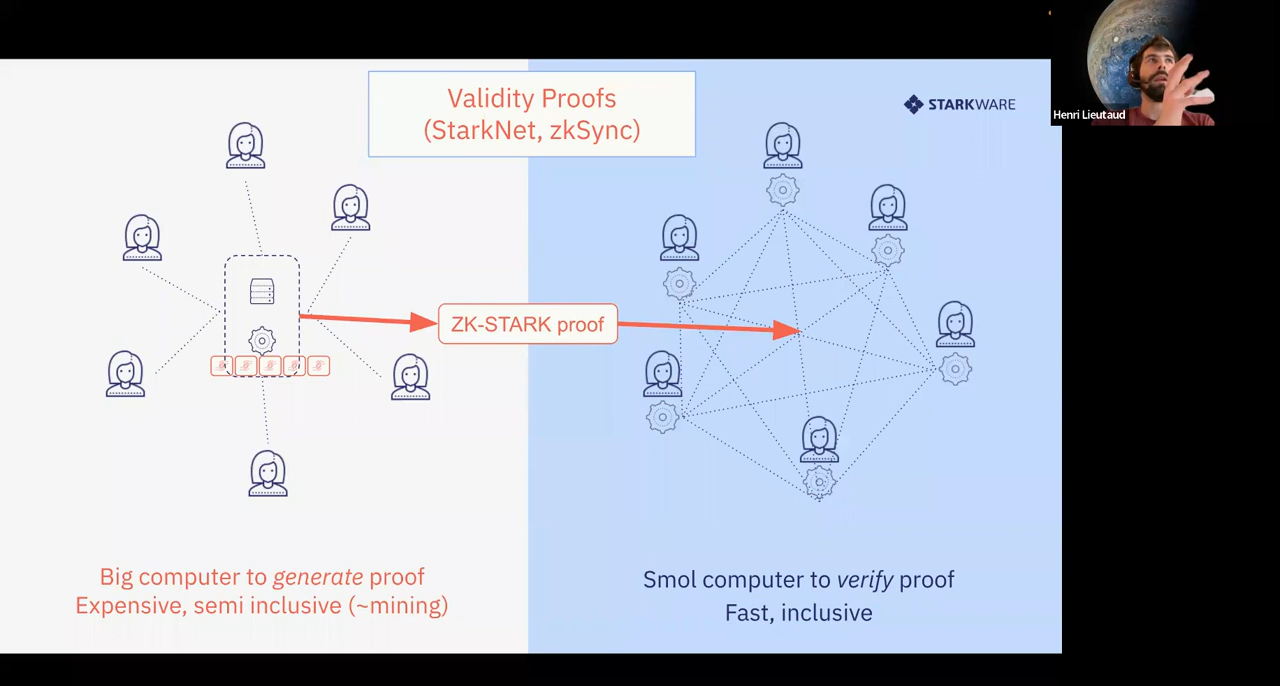 Validity Proofs
(StarkNet, zkSync)
STARKWARE
Henri Lieutaud
ZK-STARK proof
Big computer to generate proof
Expensive, semi inclusive (~mining)
Smol computer to verify proof
Fast, inclusive